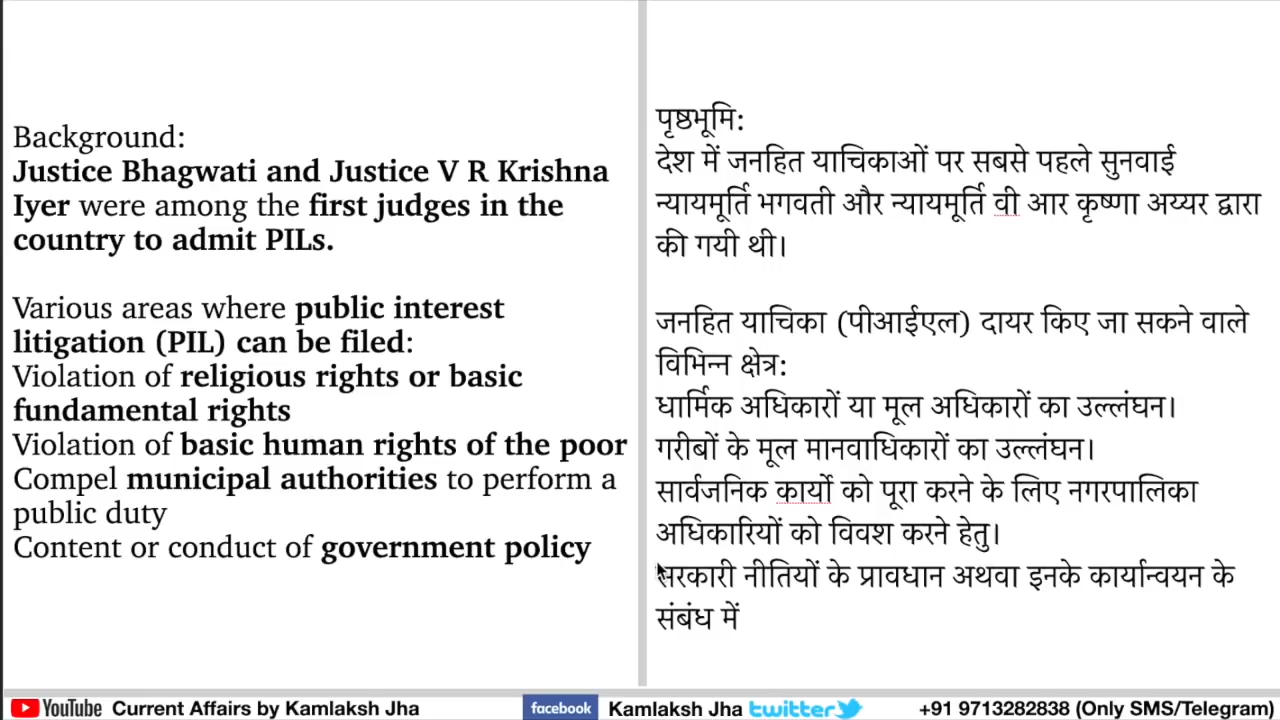 Background:
Justice Bhagwati and Justice V R Krishna
Iyer were among the first judges in the
country to admit PILs.
Various areas where public interest
litigation (PIL) can be filed:
Violation of religious rights or basic
fundamental rights
Violation of basic human rights of the poor
Compel municipal authorities to perform a
public duty
Content or conduct of government policy
पृष्ठभूमि:
देश में जनहित याचिकाओं पर सबसे पहले सुनवाई
न्यायमूर्ति भगवती और न्यायमूर्ति वी आर कृष्णा अय्यर द्वारा
की गयी थी।
जनहित याचिका (पीआईएल) दायर किए जा सकने वाले
विभिन्न क्षेत्र:
धार्मिक अधिकारों या मूल अधिकारों का उल्लंघन।
गरीबों के मूल मानवाधिकारों का उल्लंघन।
सार्वजनिक कार्यो को पूरा करने के लिए नगरपालिका
अधिकारियों को विवश करने हेतु।
सरकारी नीतियों के प्रावधान अथवा इनके कार्यान्वयन के
संबंध में
YouTube Current Affairs by Kamlaksh Jha facebook Kamlaksh Jha twitter +91 9713282838 (Only SMS/Telegram)